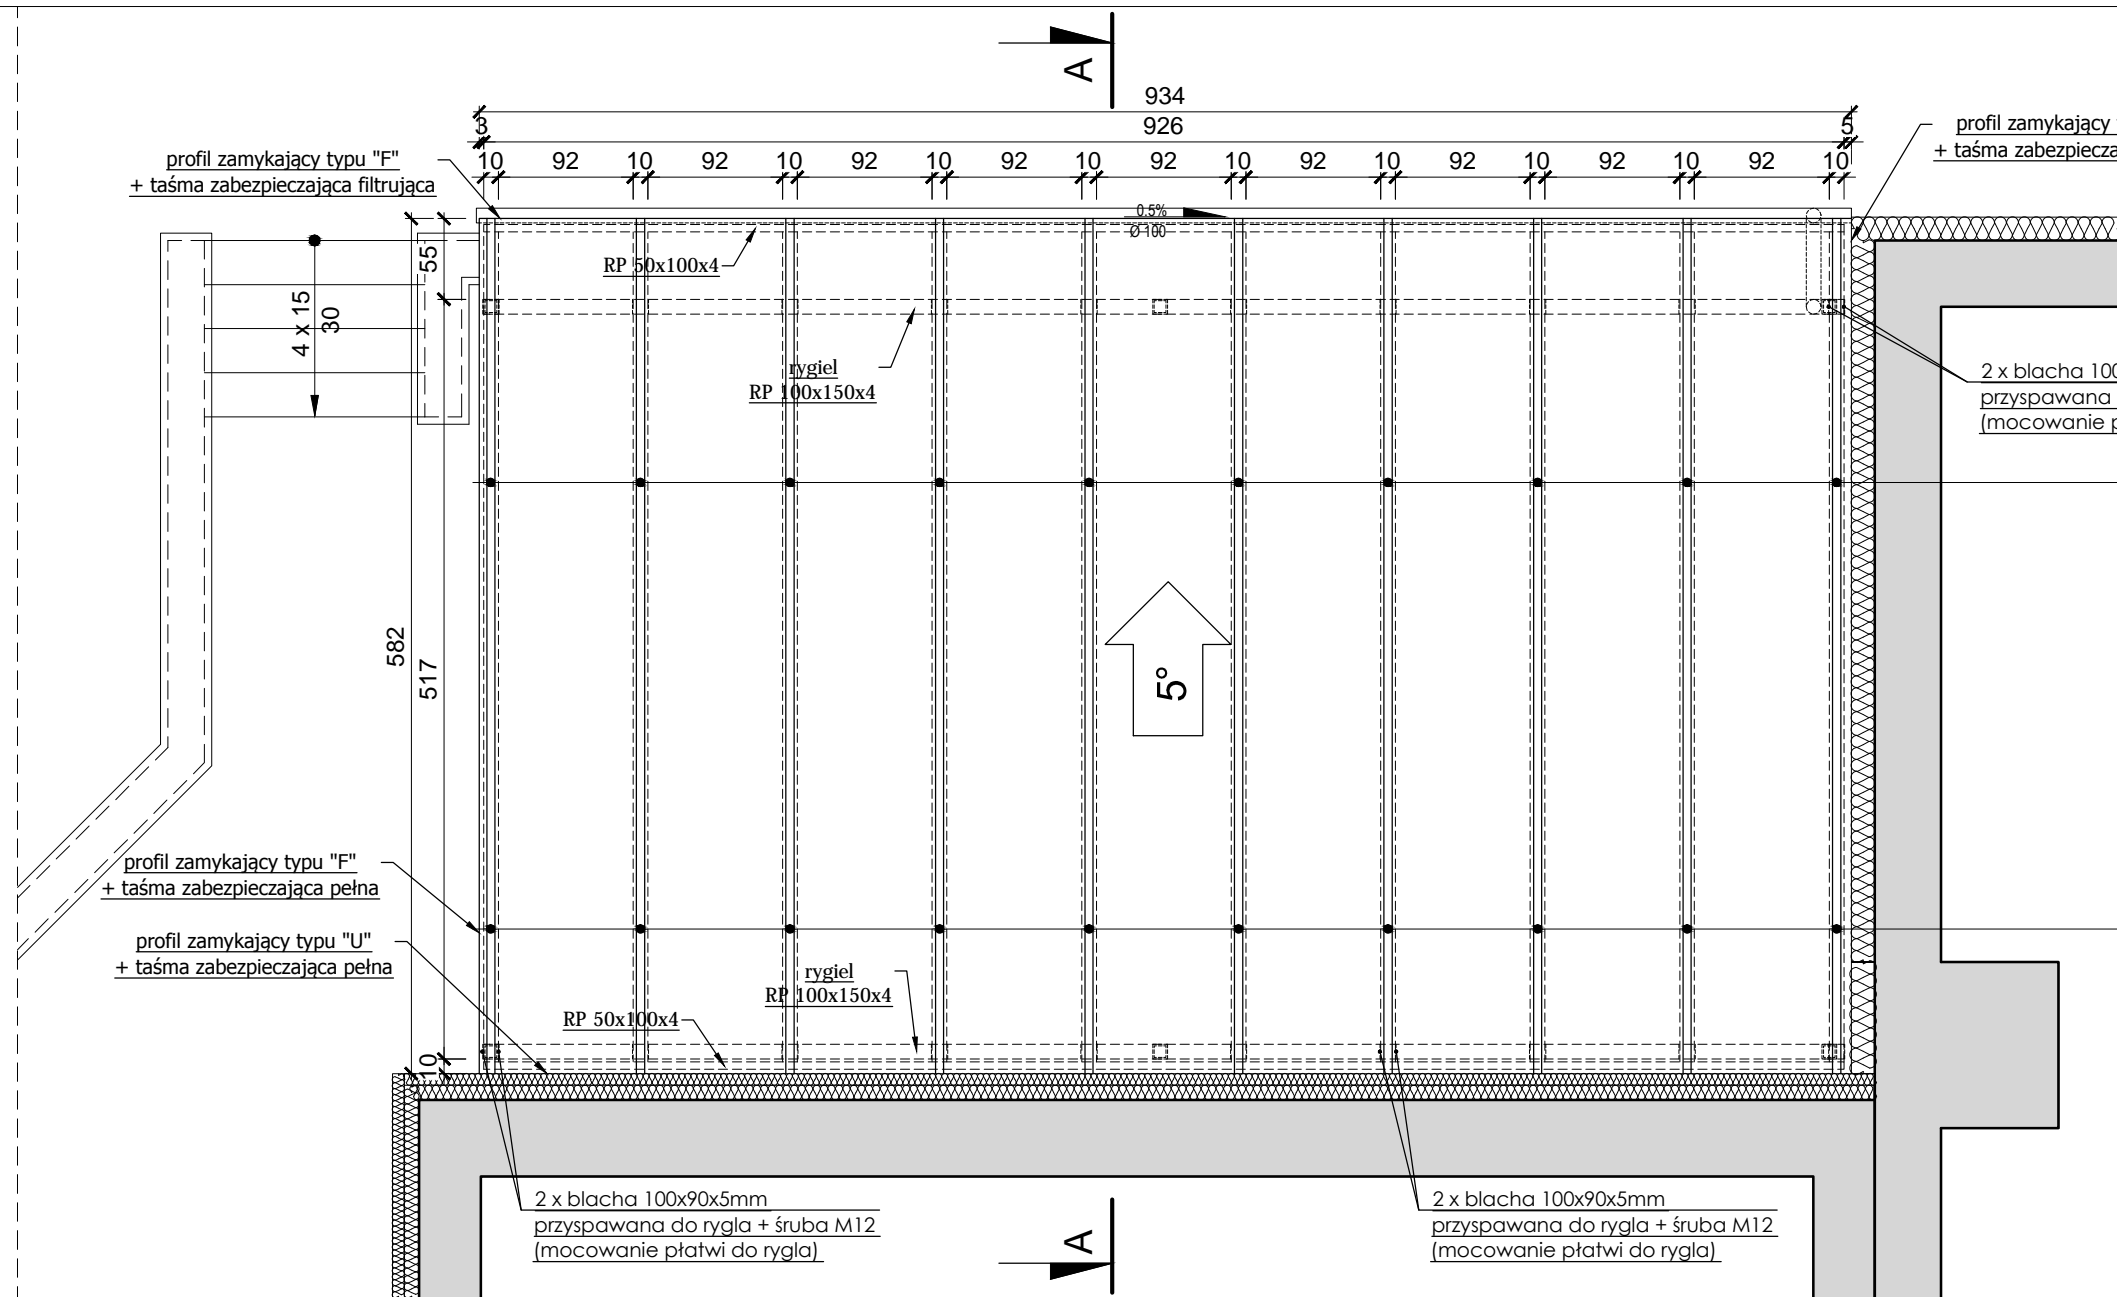 A
934
3 926 5
10 92 10 92 10 92 10 92 10 92 10 92 10 92 10 92 10 92 10
profil zamykający typu "F"
+ taśma zabezpieczająca filtrująca
profil zamykający
+ taśma
0.5%
Ø 100
RP 50x100x4
55
4 x 15
30
rygiel
RP 100x150x4
2 x blacha
przyspawana
(mocowanie
582
517
5°
profil zamykający typu "F"
+ taśma zabezpieczająca pełna
profil zamykający typu "U"
+ taśma zabezpieczająca pełna
rygiel
RP 100x150x4
RP 50x100x4
10
2 x blacha 100x90x5mm
przyspawana do rygla + śruba M12
(mocowanie płatwi do rygla)
2 x blacha 100x90x5mm
przyspawana do rygla + śruba M12
(mocowanie płatwi do rygla)
A